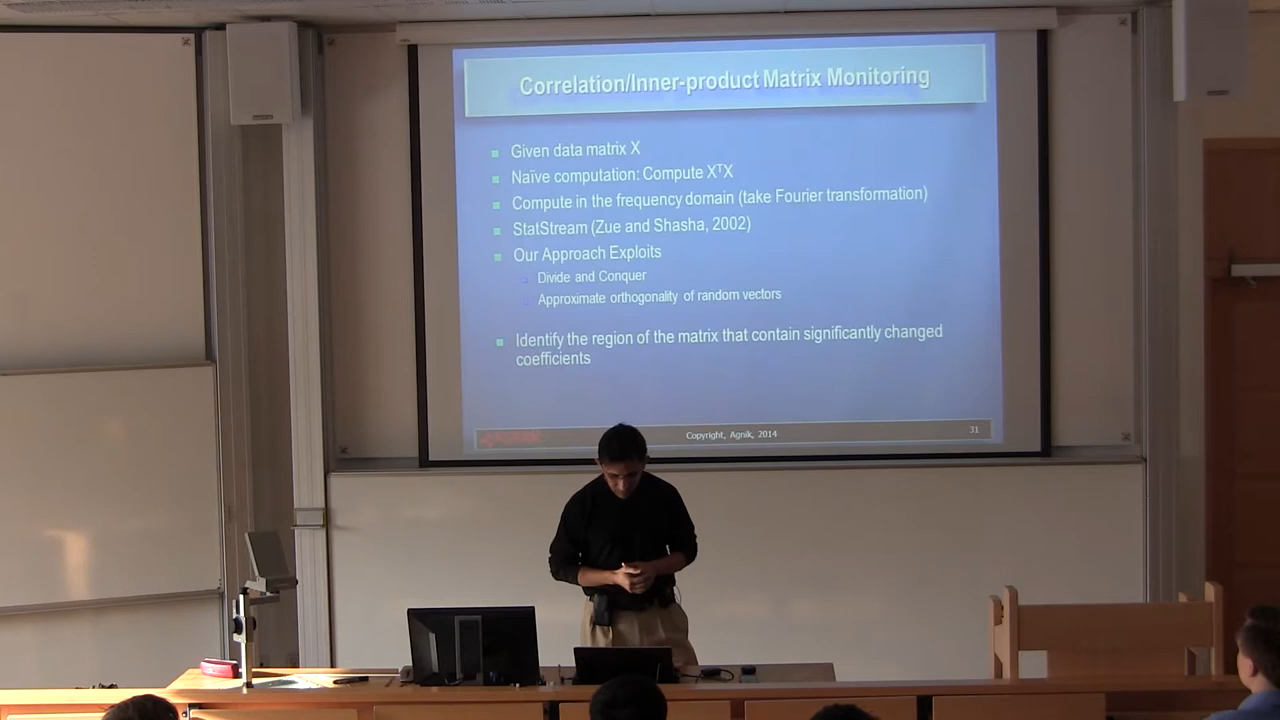 Correlation/Inner-product Matrix Monitoring
Given data matrix X
Naïve computation: Compute XᵀX
Compute in the frequency domain (take Fourier transformation)
StatStream (Zue and Shasha, 2002)
Our Approach Exploits
Divide and Conquer
Approximate orthogonality of random vectors
Identify the region of the matrix that contain significantly changed
coefficients
Copyright, Agnik, 2014
31